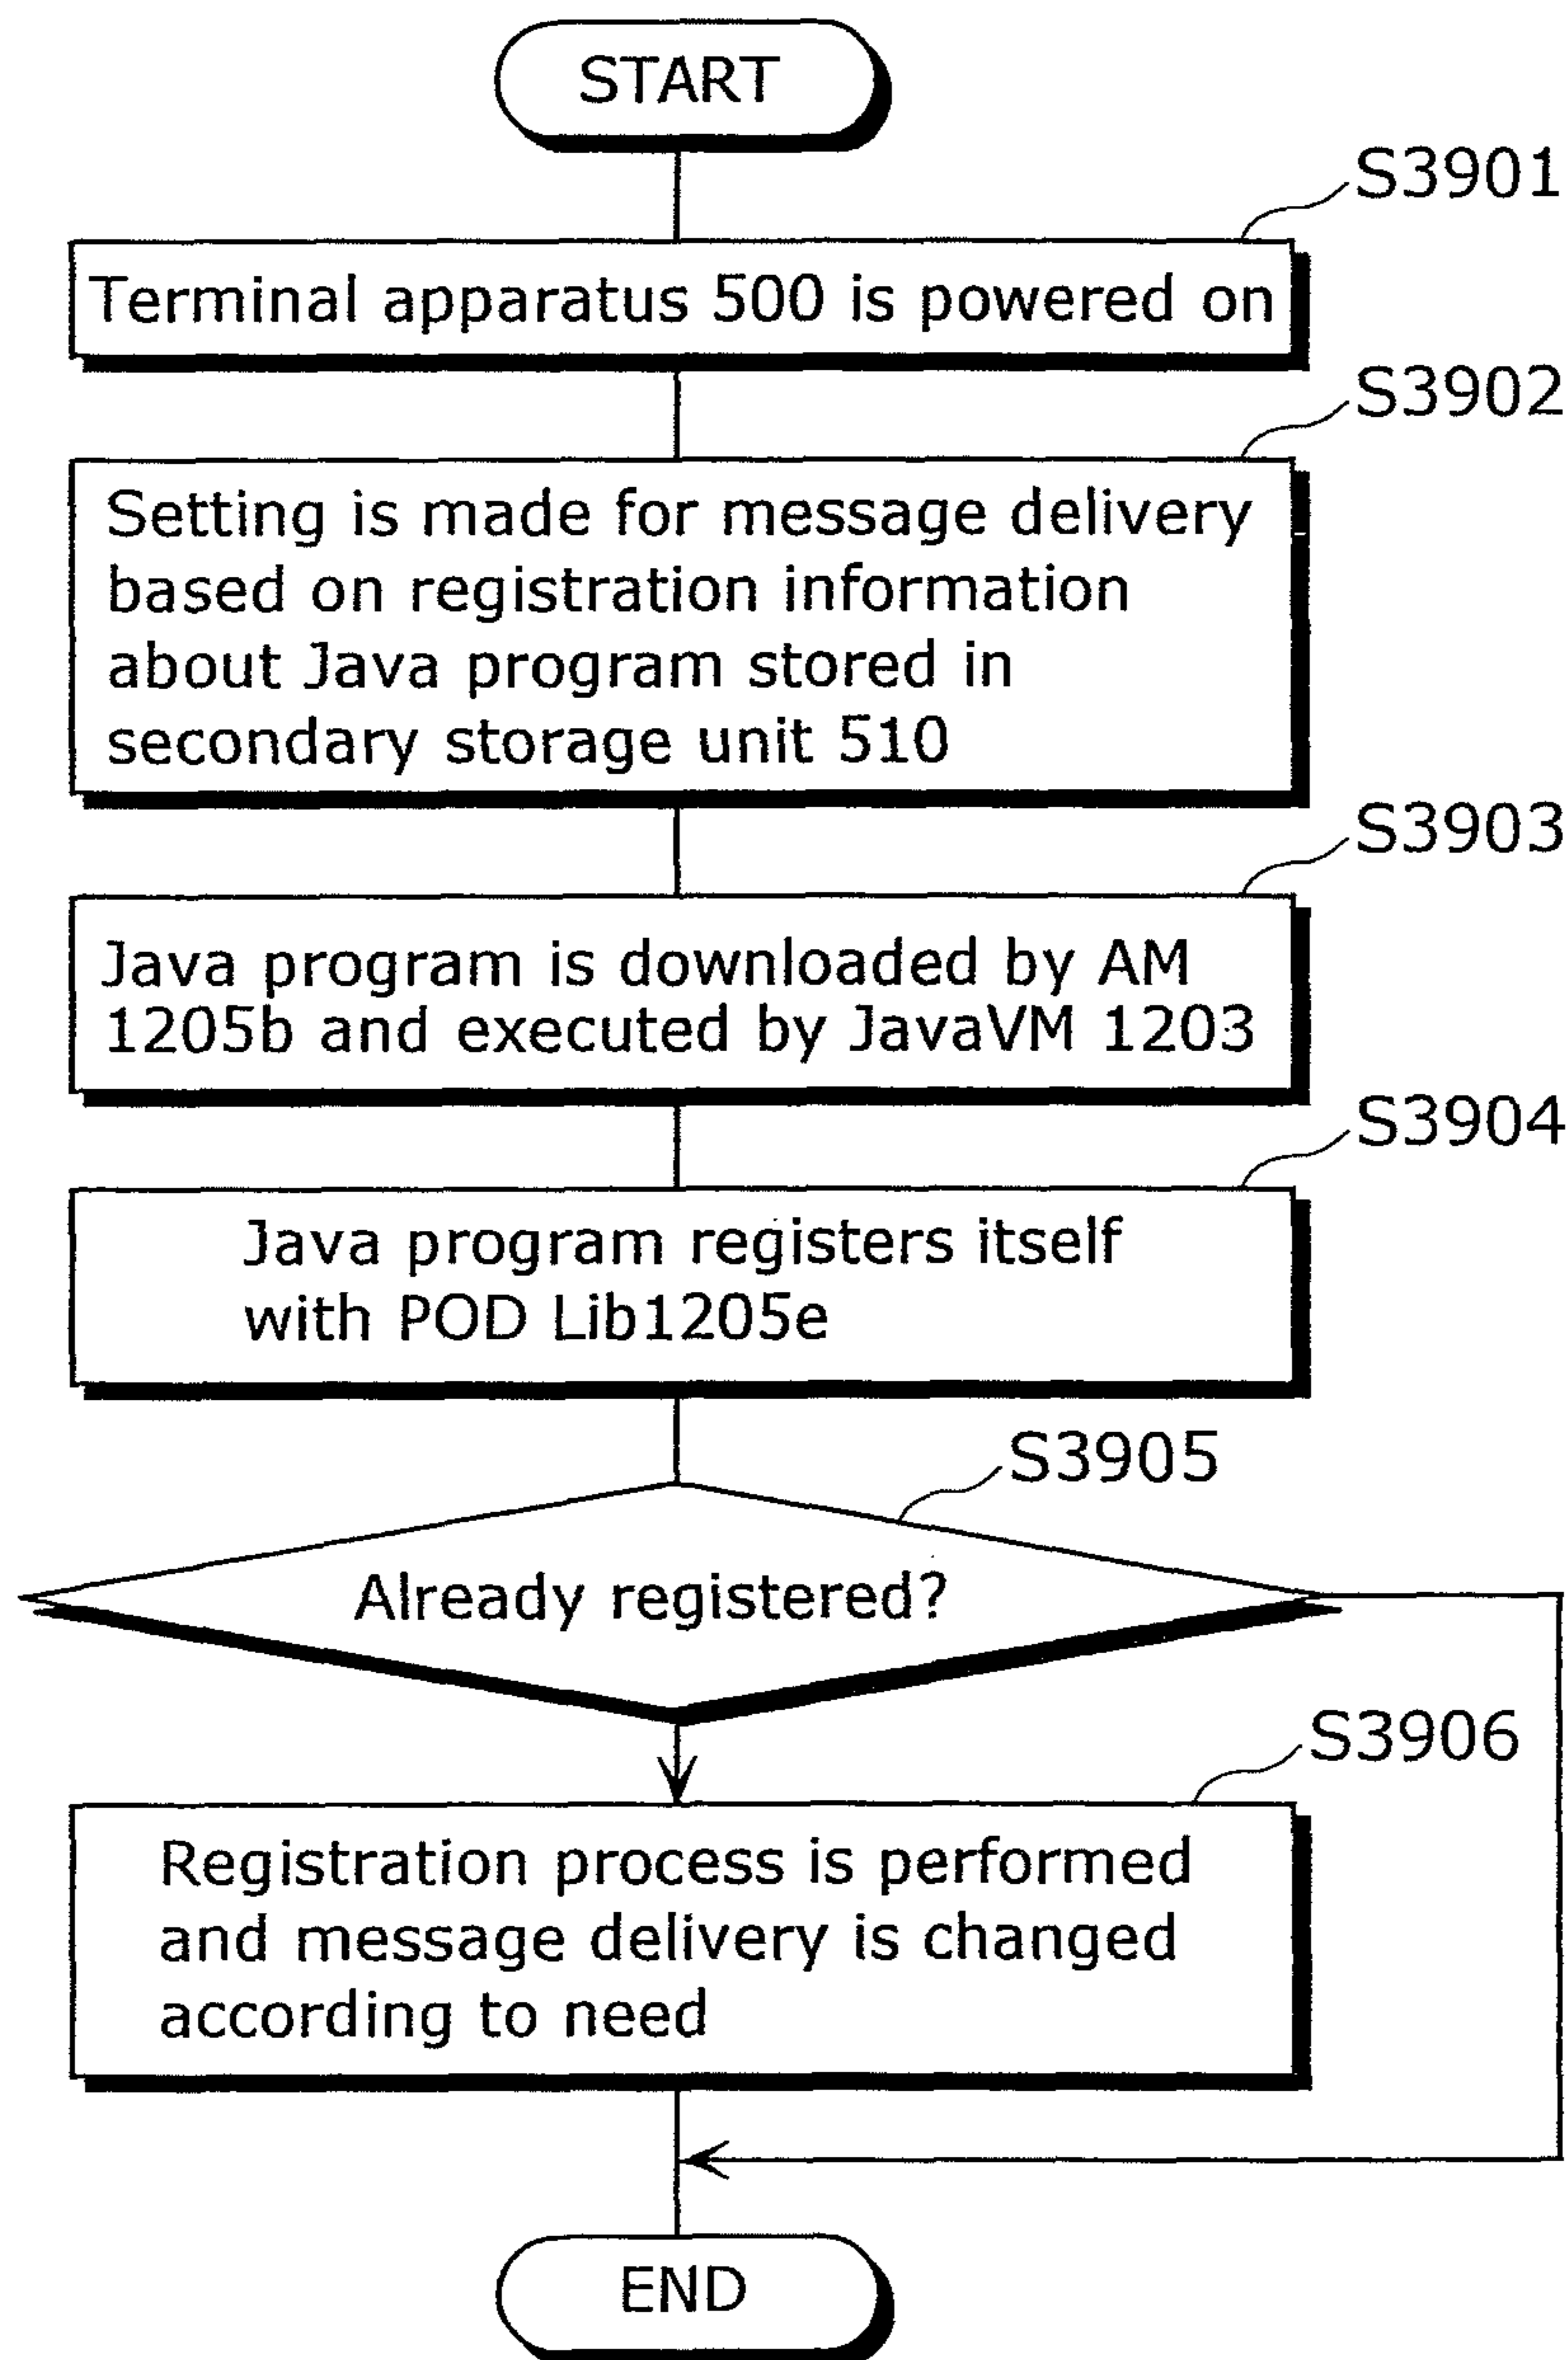 START
S3901
Terminal apparatus 500 is powered on
S3902
Setting is made for message delivery
based on registration information
about Java program stored in
secondary storage unit 510
S3903
Java program is downloaded by AM
1205b and executed by JavaVM 1203
S3904
Java program registers itself
with POD Lib1205e
S3905
Already registered?
S3906
Registration process is performed
and message delivery is changed
according to need
END